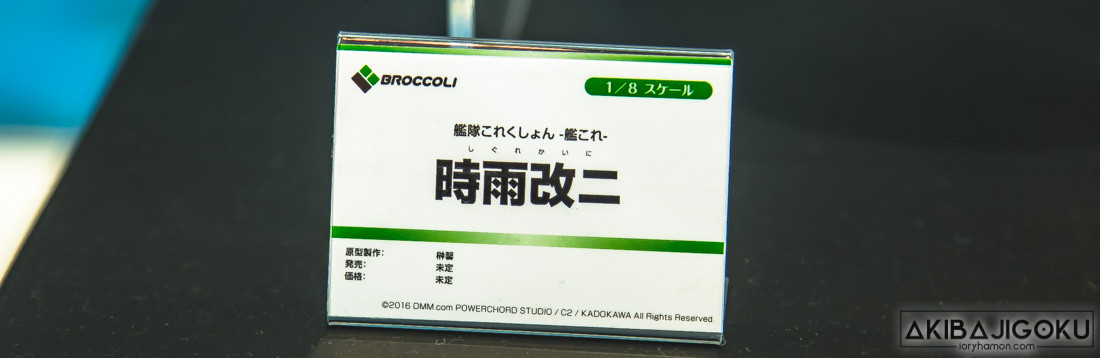 BROCCOLI
1/8 スケール
艦隊これくしょん -艦これ-
しぐれかいに
時雨改二
原型製作: 榊馨
発売: 未定
価格: 未定
©2016 DMM.com POWERCHORD STUDIO / C2 / KADOKAWA All Rights Reserved.
AKIBAJIGOKU
ioryhamon.com